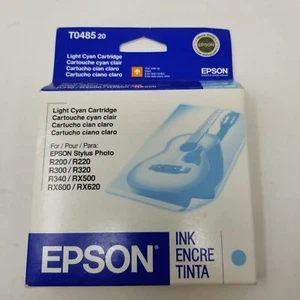 T0485 20
Light Cyan Cartridge
Cartouche cyan clair
Cartucho cian claro
Cartucho ciano claro
EPSON
EPSON
Light Cyan Cartridge
Cartouche cyan clair
Cartucho cian claro
Cartucho ciano claro
For / Pour / Para:
EPSON Stylus Photo
R200 / R220
R300 / R320
R340 / RX500
RX600 / RX620
EPSON
INK
ENCRE
TINTA